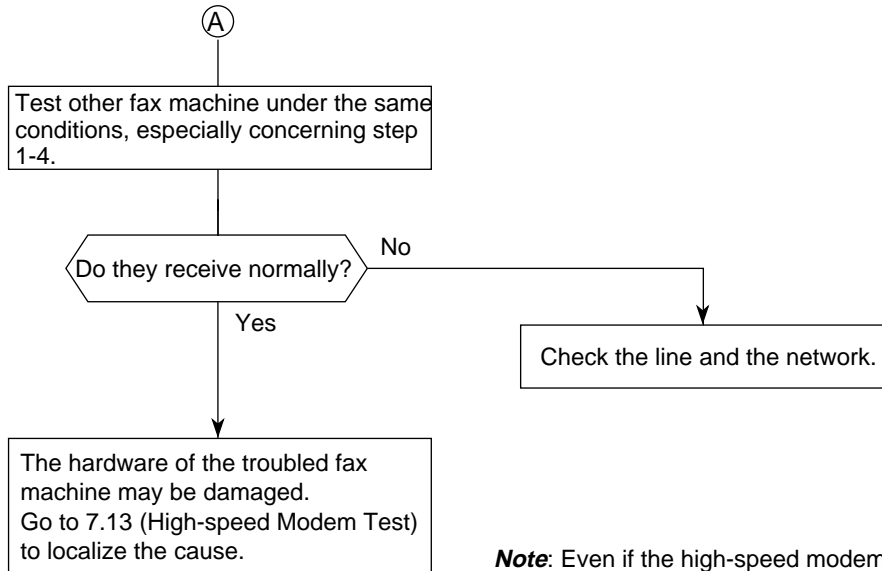 A
Test other fax machine under the same
conditions, especially concerning step
1-4.
Do they receive normally?
No
Yes
Check the line and the network.
The hardware of the troubled fax
machine may be damaged.
Go to 7.13 (High-speed Modem Test)
to localize the cause.
Note: Even if the high-speed modem